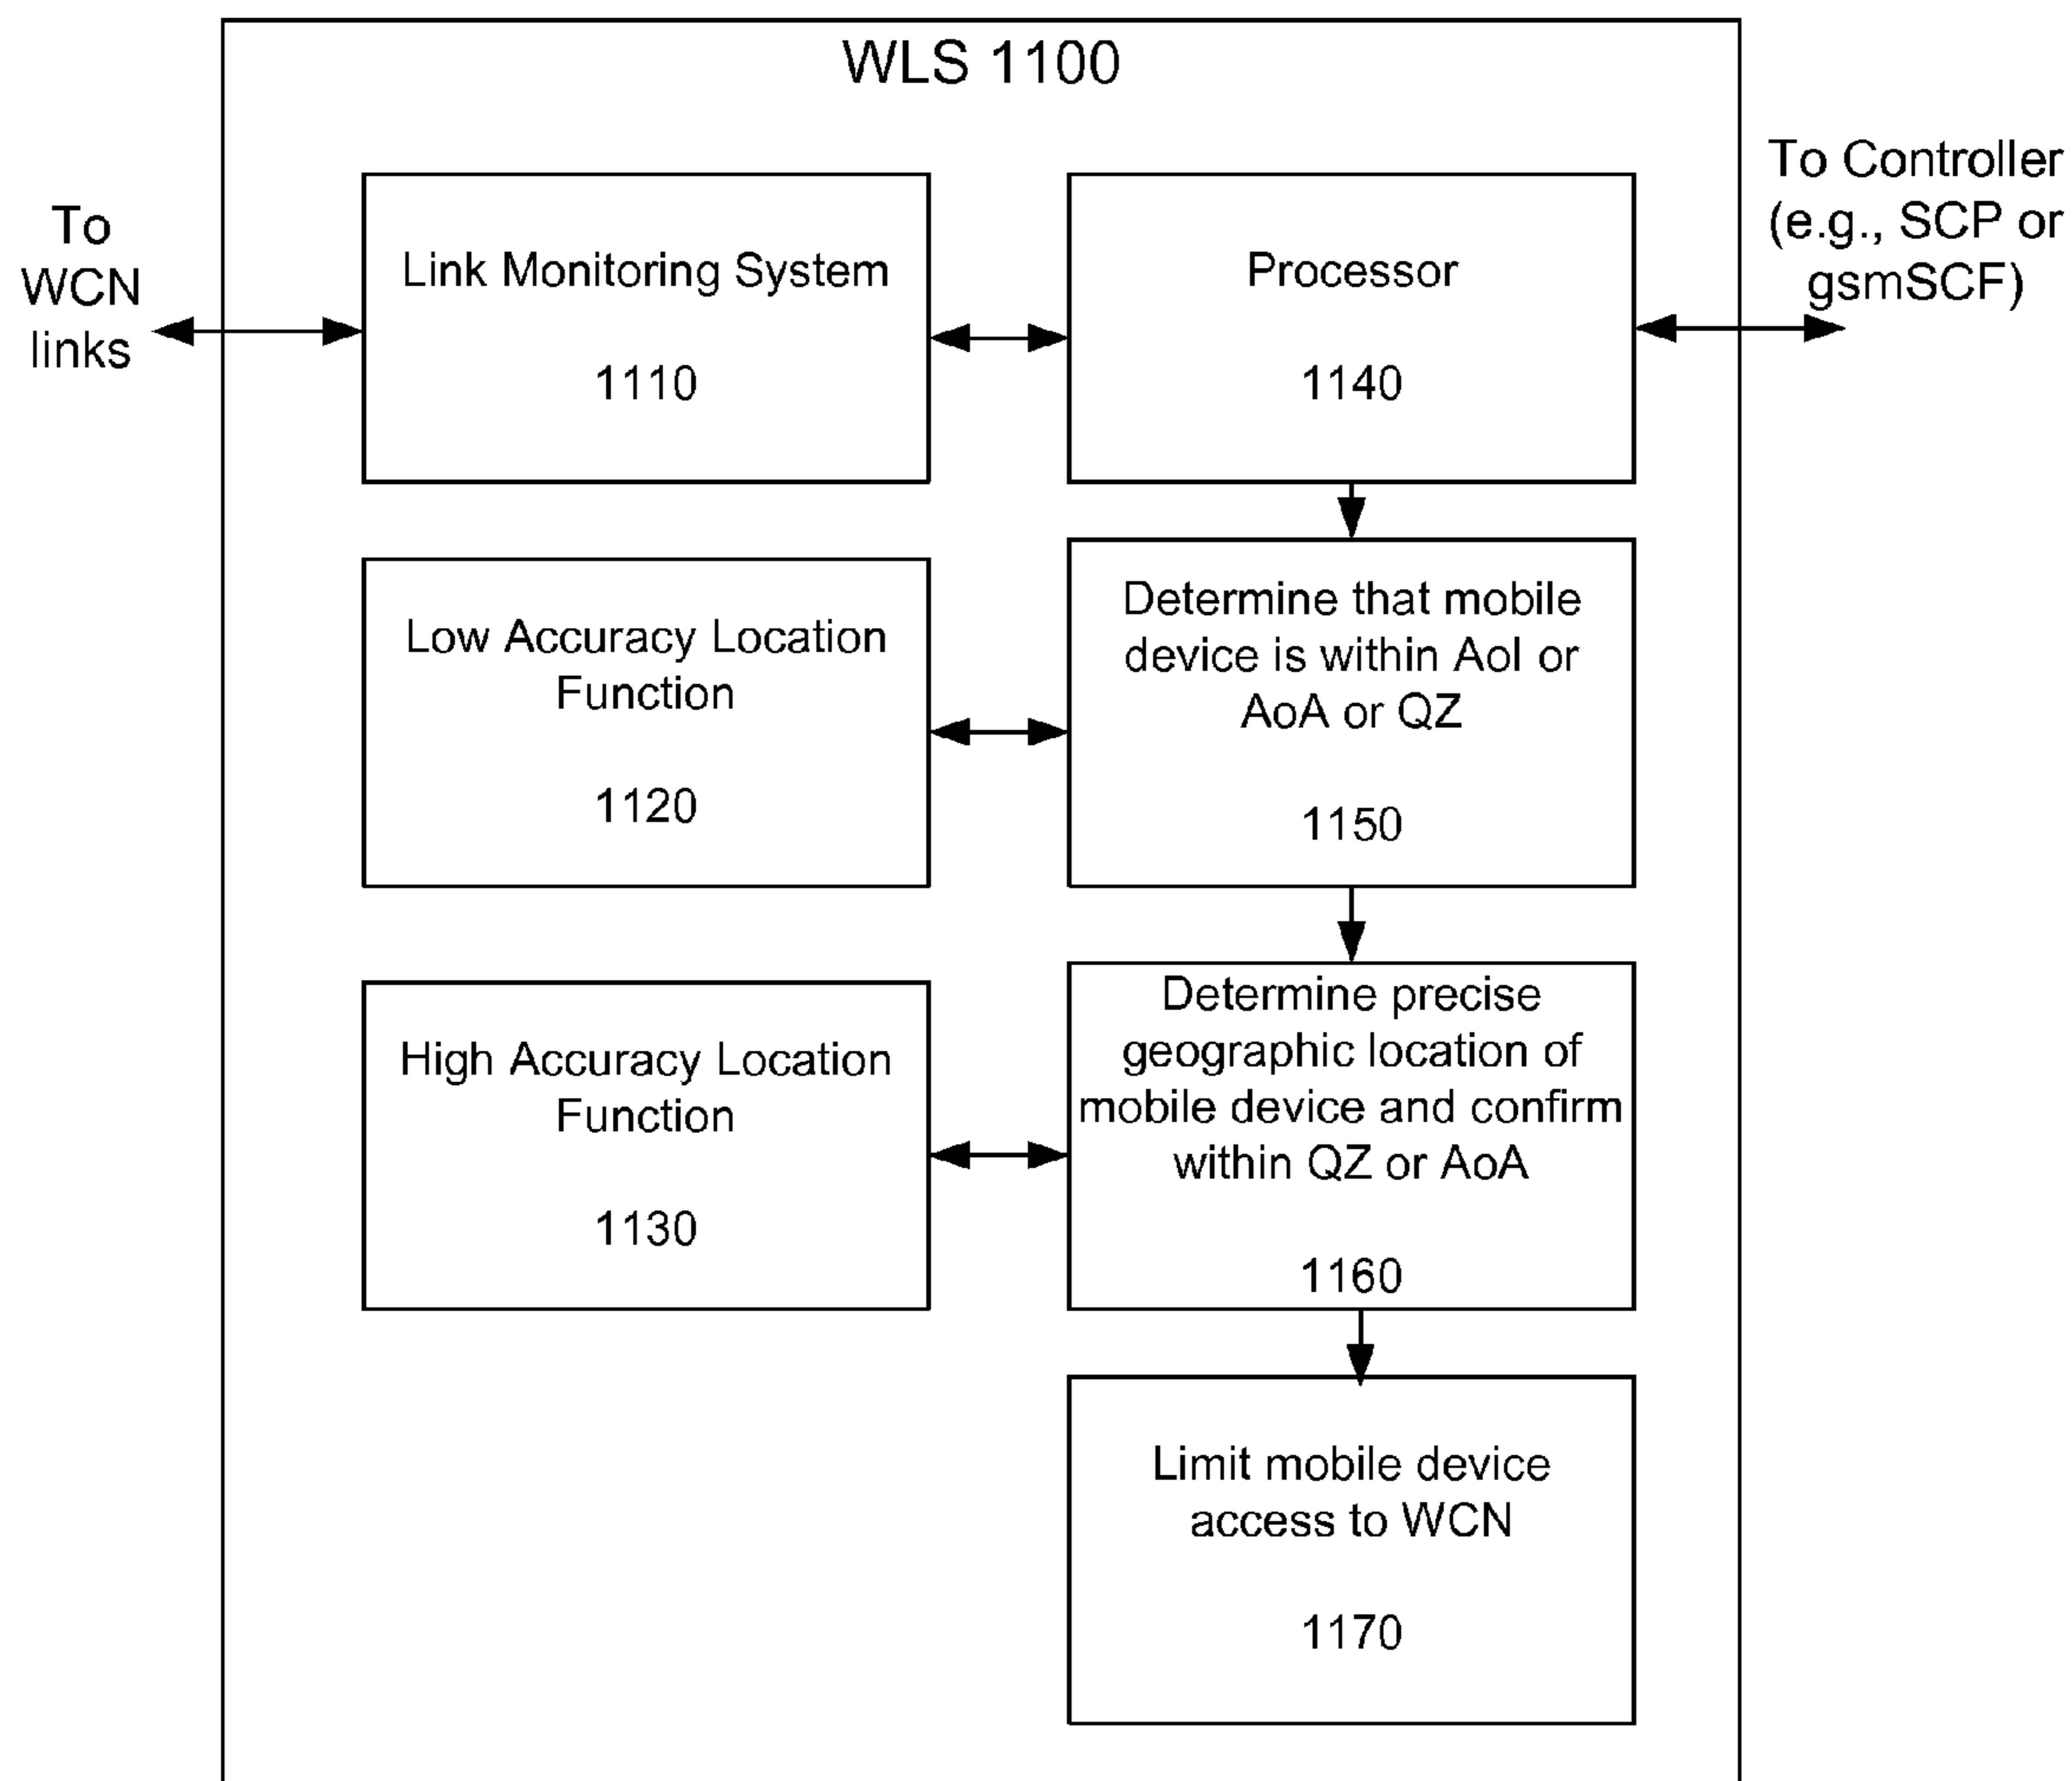 WLS 1100
To
WCN
links
To Controller
(e.g., SCP or
gsmSCF)
Link Monitoring System
1110
Processor
1140
Low Accuracy Location
Function
1120
Determine that mobile
device is within AoI or
AoA or QZ
1150
High Accuracy Location
Function
1130
Determine precise
geographic location of
mobile device and confirm
within QZ or AoA
1160
Limit mobile device
access to WCN
1170